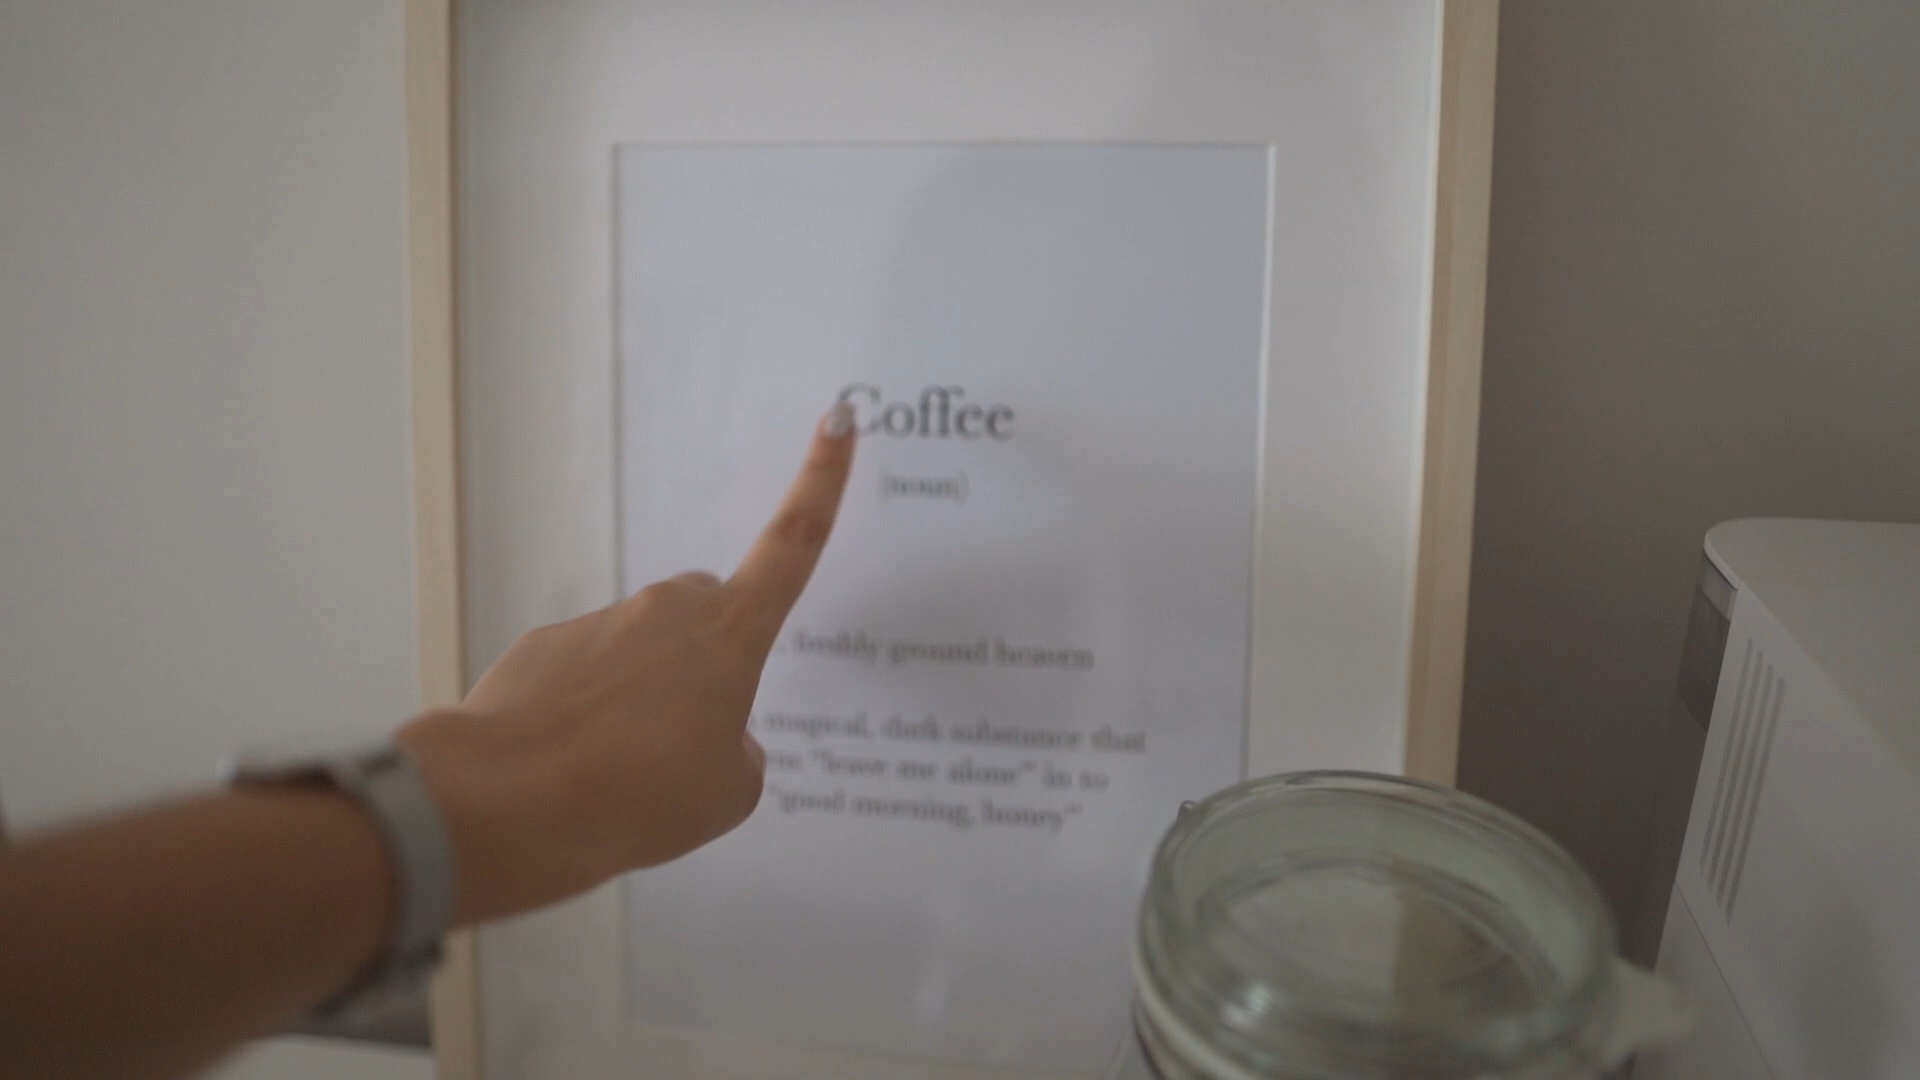 Coffee
(noun)
freshly ground heaven
magical, dark substance that
"leave me alone" in to
"good morning, honey"